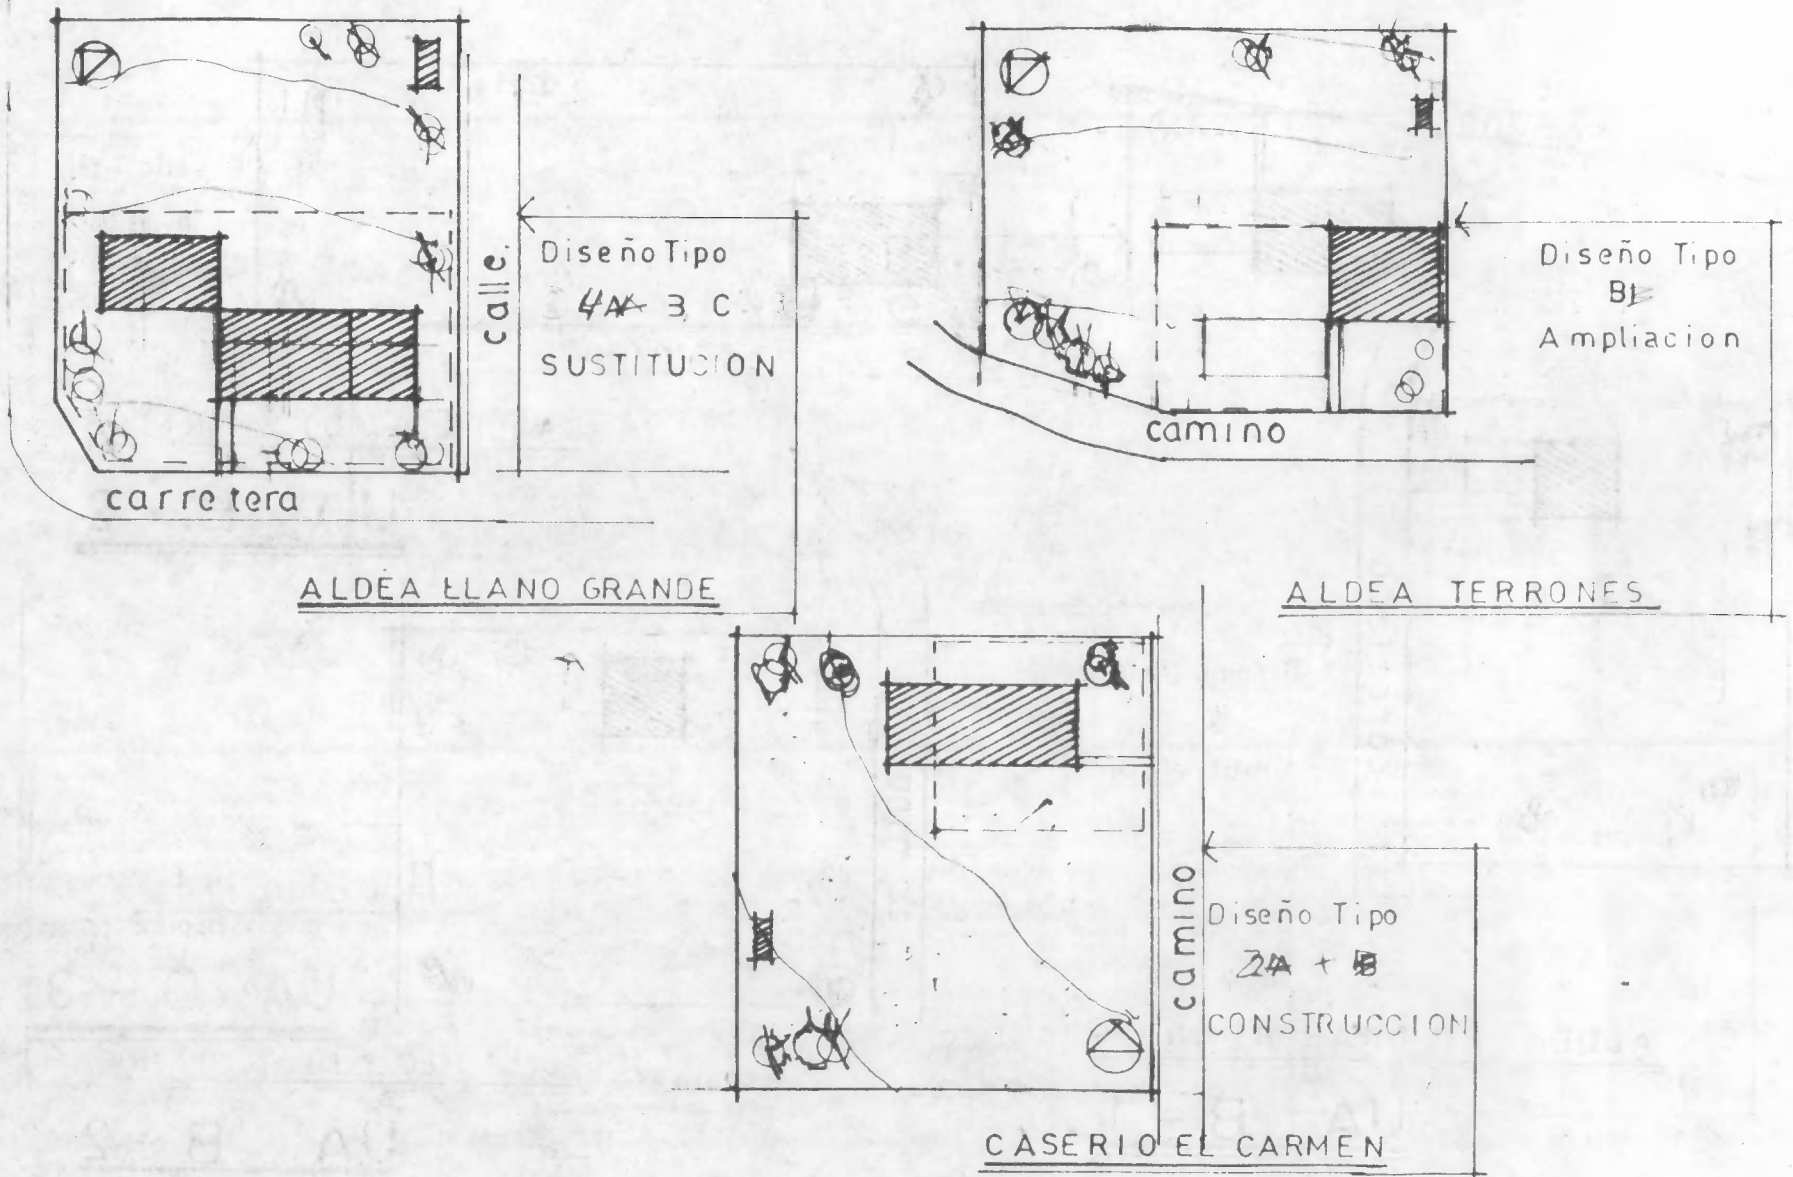 calle.
Diseño Tipo
4A 3 C
SUSTITUCION
carretera
ALDEA LLANO GRANDE
Diseño Tipo
Ampliacion
camino
ALDEA TERRONES
camino
Diseño Tipo
2A + B
CONSTRUCCION
CASERIO EL CARMEN